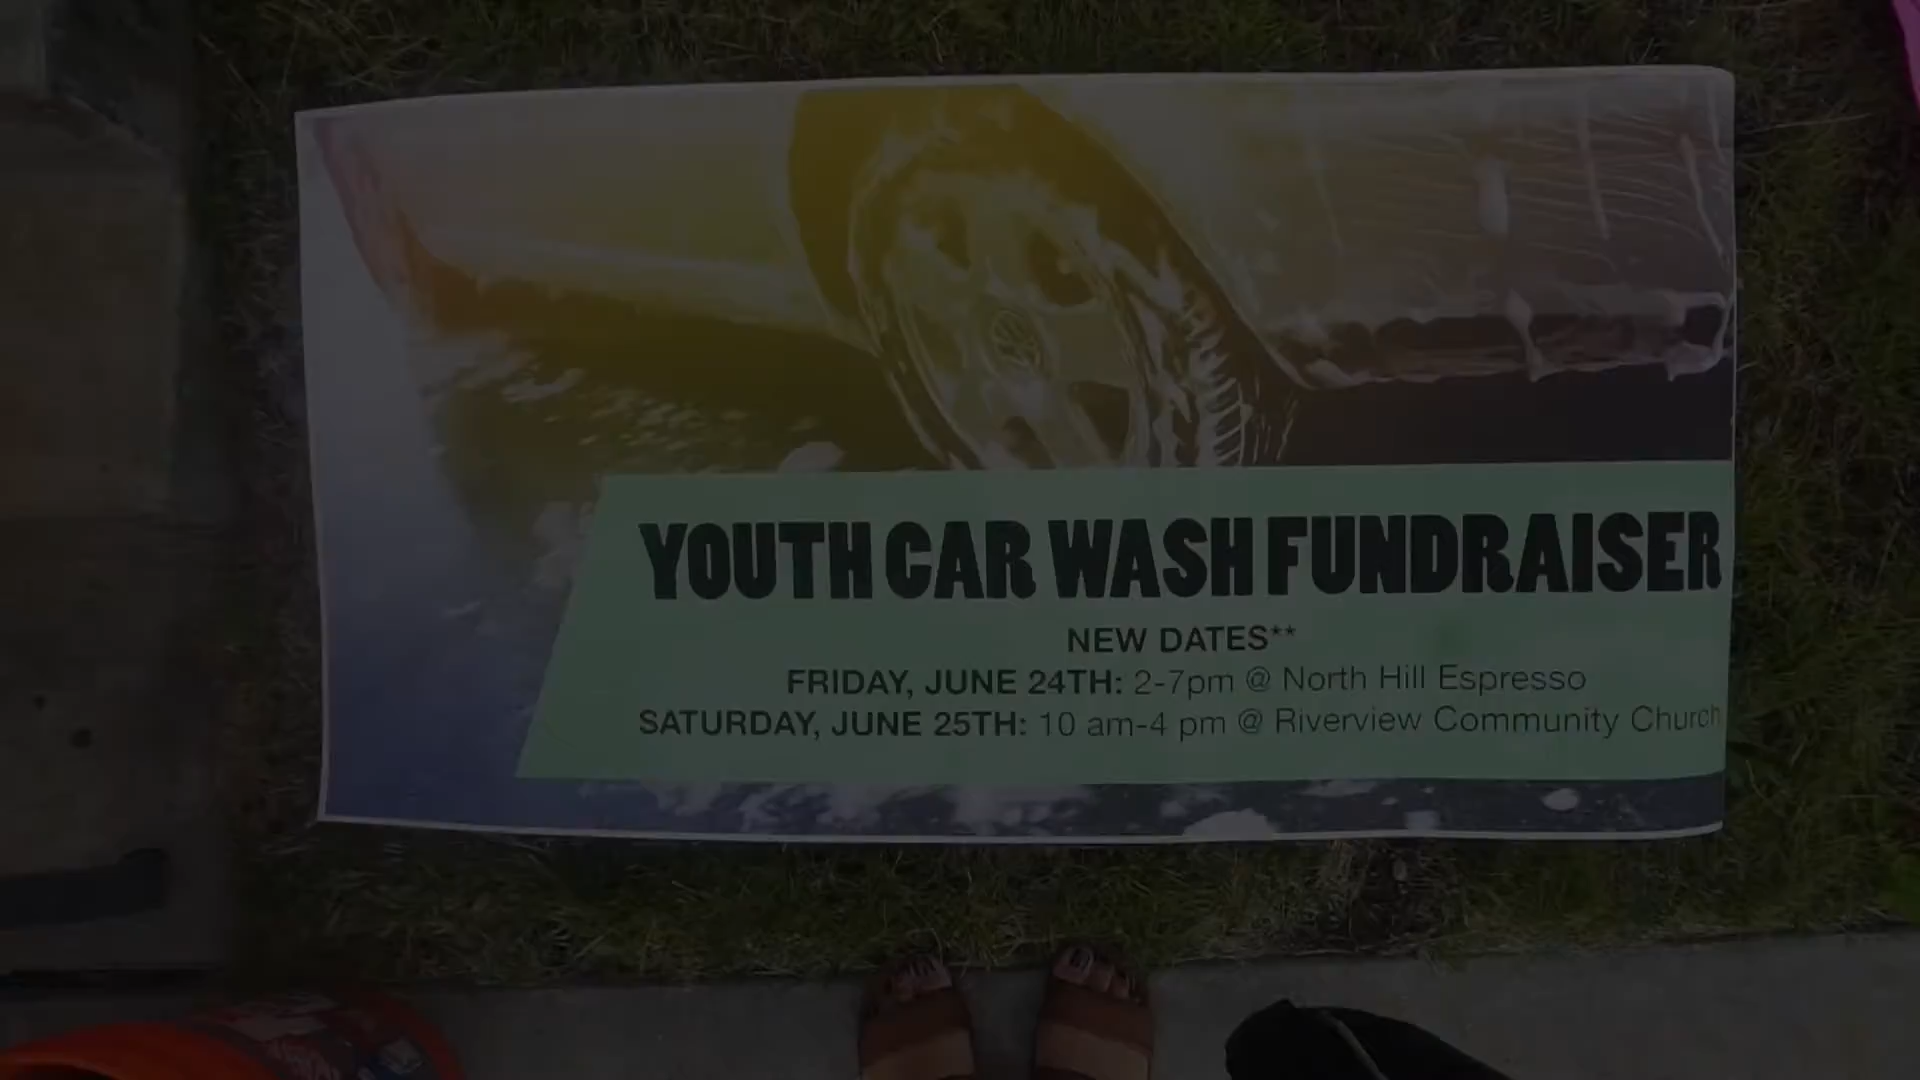 YOUTH CAR WASH FUNDRAISER
NEW DATES**
FRIDAY, JUNE 24TH: 2-7pm @ North Hill Espresso
SATURDAY, JUNE 25TH: 10 am-4 pm @ Riverview Community Church